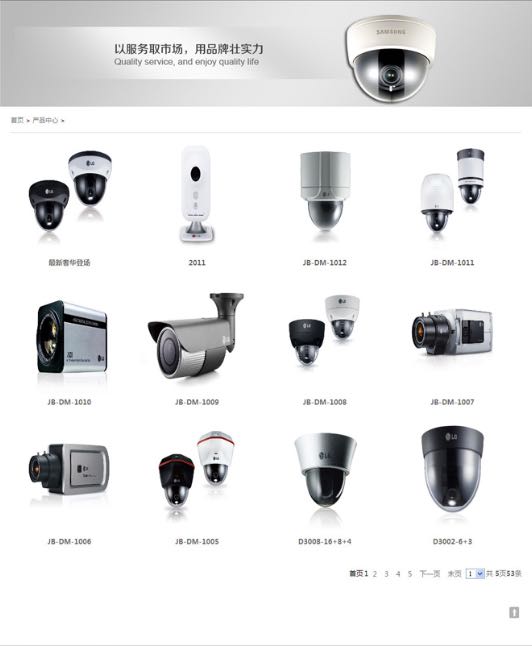 以服务取市场，用品牌壮实力
Quality service, and enjoy quality life
SAMSUNG
首页 > 产品中心 >
最新奢华登场
2011
JB-DM-1012
JB-DM-1011
LG
JB-DM-1010
JB-DM-1009
JB-DM-1008
JB-DM-1007
JB-DM-1006
JB-DM-1005
D3008-16+8+4
D3002-6+3
首页 1 2 3 4 5 下一页 末页 1 共 5页53条